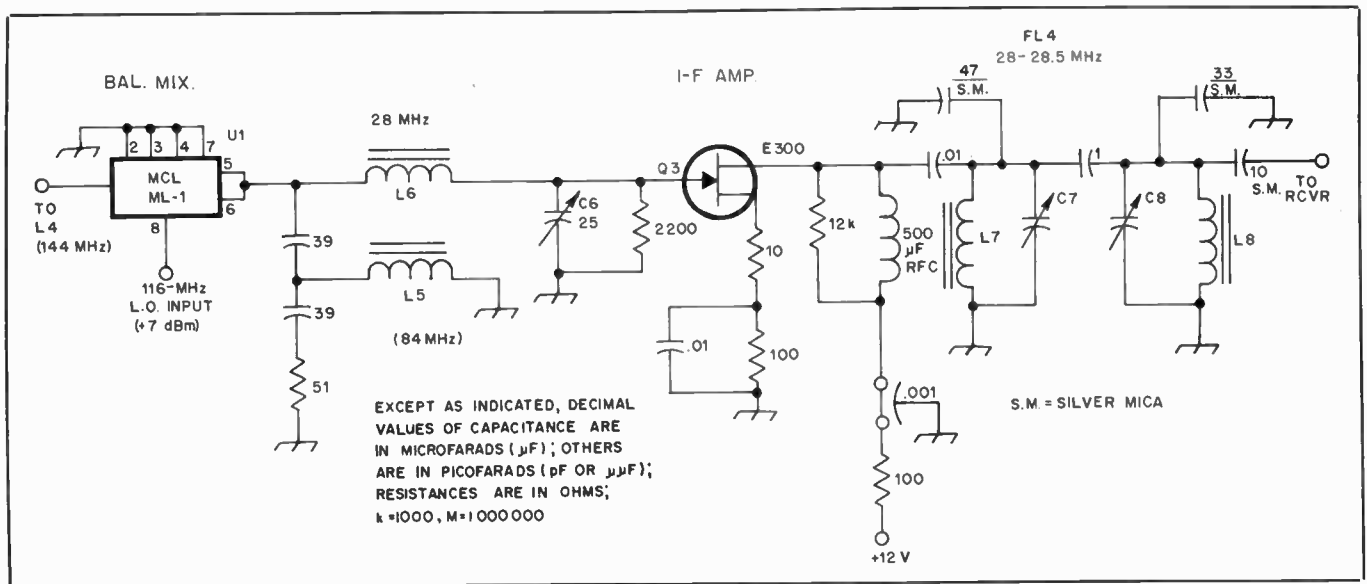 FL4
28-28.5 MHz
BAL. MIX.
I-F AMP.
47
S.M.
33
S.M.
U1
2 3 4 7
5
6
8
MCL
ML-1
TO
L4
(144 MHz)
116-MHz
L.O. INPUT
(+7 dBm)
28 MHz
L6
39
L5
(84 MHz)
39
51
C6
25
2200
Q3
E300
10
.01
100
12k
500
µF
RFC
.01
L7
C7
1
C8
L8
10
S.M.
TO
RCVR
.001
100
+12 V
EXCEPT AS INDICATED, DECIMAL
VALUES OF CAPACITANCE ARE
IN MICROFARADS (µF); OTHERS
ARE IN PICOFARADS (pF OR µµF);
RESISTANCES ARE IN OHMS;
k=1000, M=1000000
S.M. = SILVER MICA